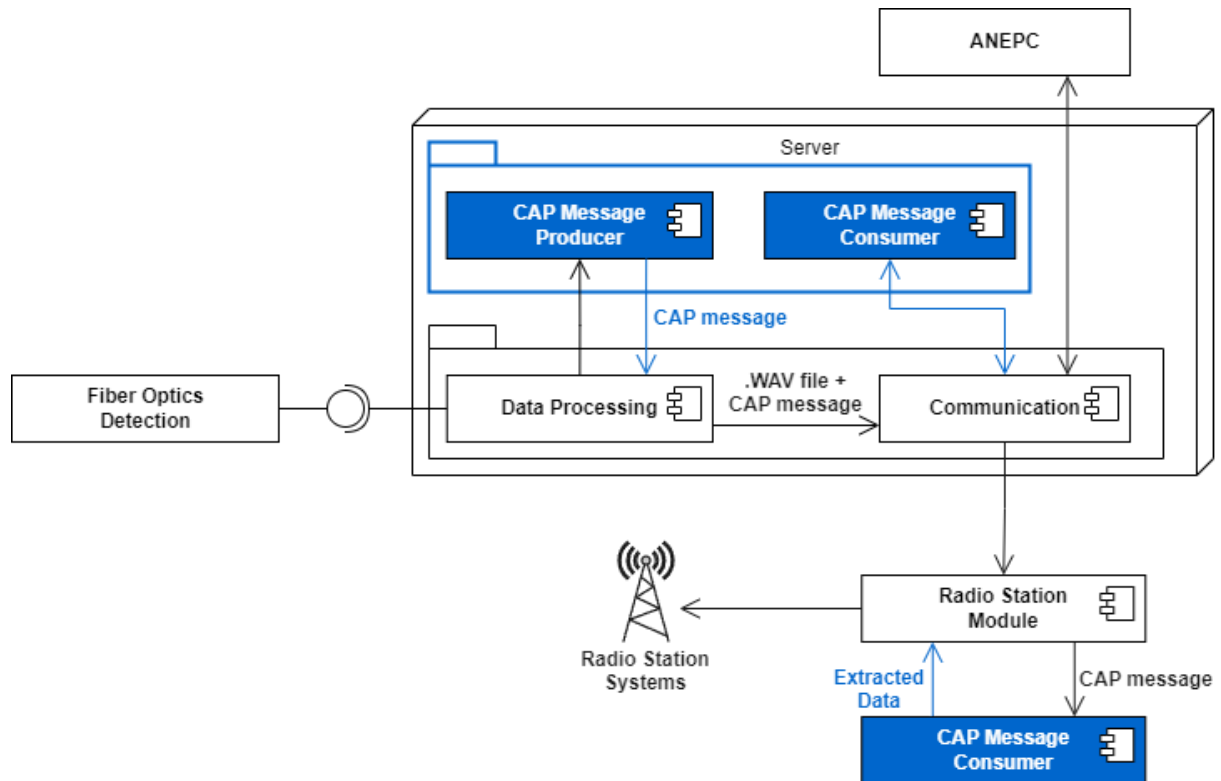 ANEPC
Server
CAP Message
Producer
CAP Message
Consumer
CAP message
Fiber Optics
Detection
Data Processing
.WAV file +
CAP message
Communication
Radio Station
Module
Radio Station
Systems
Extracted
Data
CAP message
CAP Message
Consumer